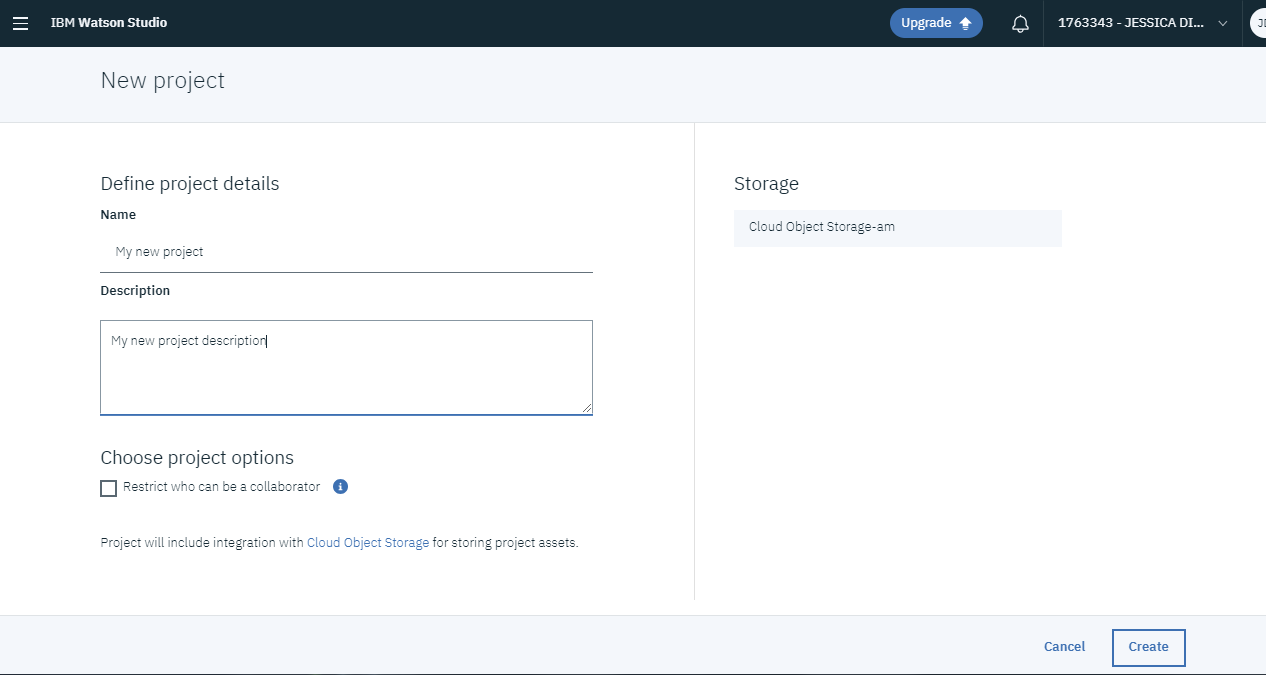 IBM Watson Studio
Upgrade
1763343 - JESSICA DI...
New project
Define project details
Name
My new project
Description
My new project description
Choose project options
Restrict who can be a collaborator
Project will include integration with Cloud Object Storage for storing project assets.
Storage
Cloud Object Storage-am
Cancel
Create